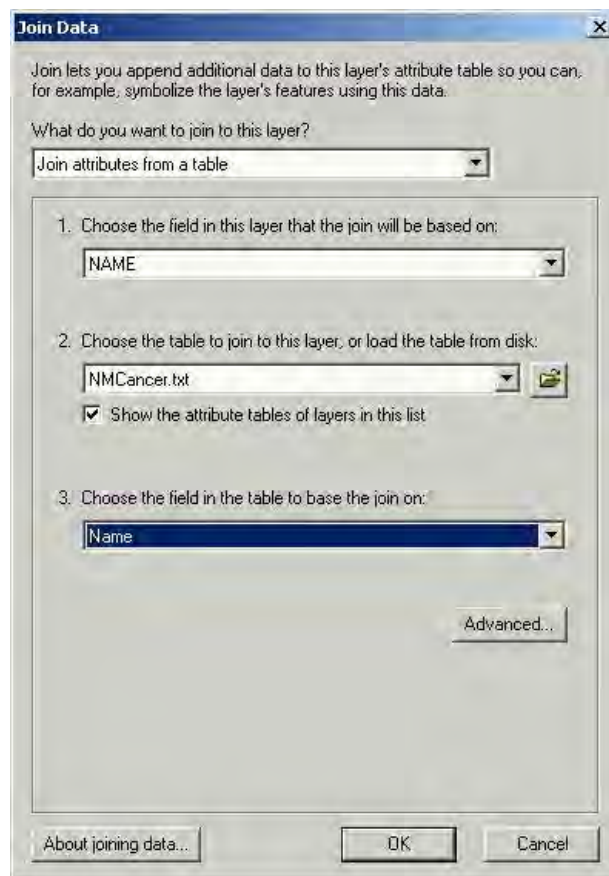 Join Data
Join lets you append additional data to this layer's attribute table so you can,
for example, symbolize the layer's features using this data.
What do you want to join to this layer?
Join attributes from a table
1. Choose the field in this layer that the join will be based on:
NAME
2. Choose the table to join to this layer, or load the table from disk:
NMCancer.txt
Show the attribute tables of layers in this list
3. Choose the field in the table to base the join on:
Name
Advanced...
About joining data...
OK
Cancel